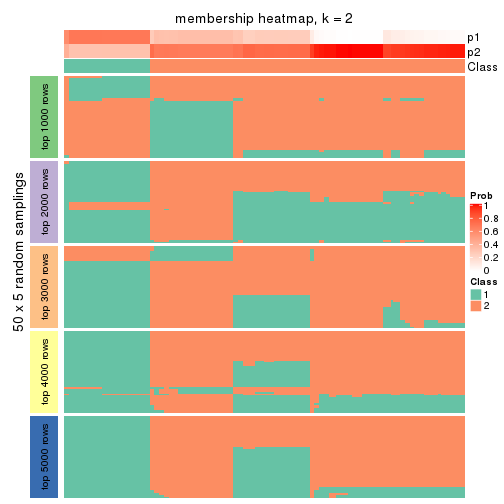 membership heatmap, k = 2
p1
p2
Class
50 x 5 random samplings
top 1000 rows
top 2000 rows
top 3000 rows
top 4000 rows
top 5000 rows
Prob
1
0.8
0.6
0.4
0.2
0
Class
1
2